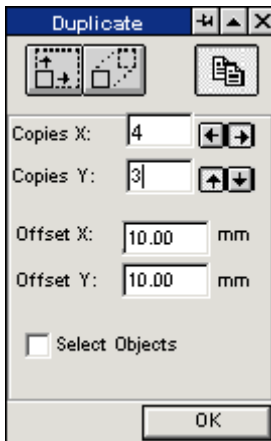 Duplicate
Copies X: 4
Copies Y: 3
Offset X: 10.00 mm
Offset Y: 10.00 mm
Select Objects
OK